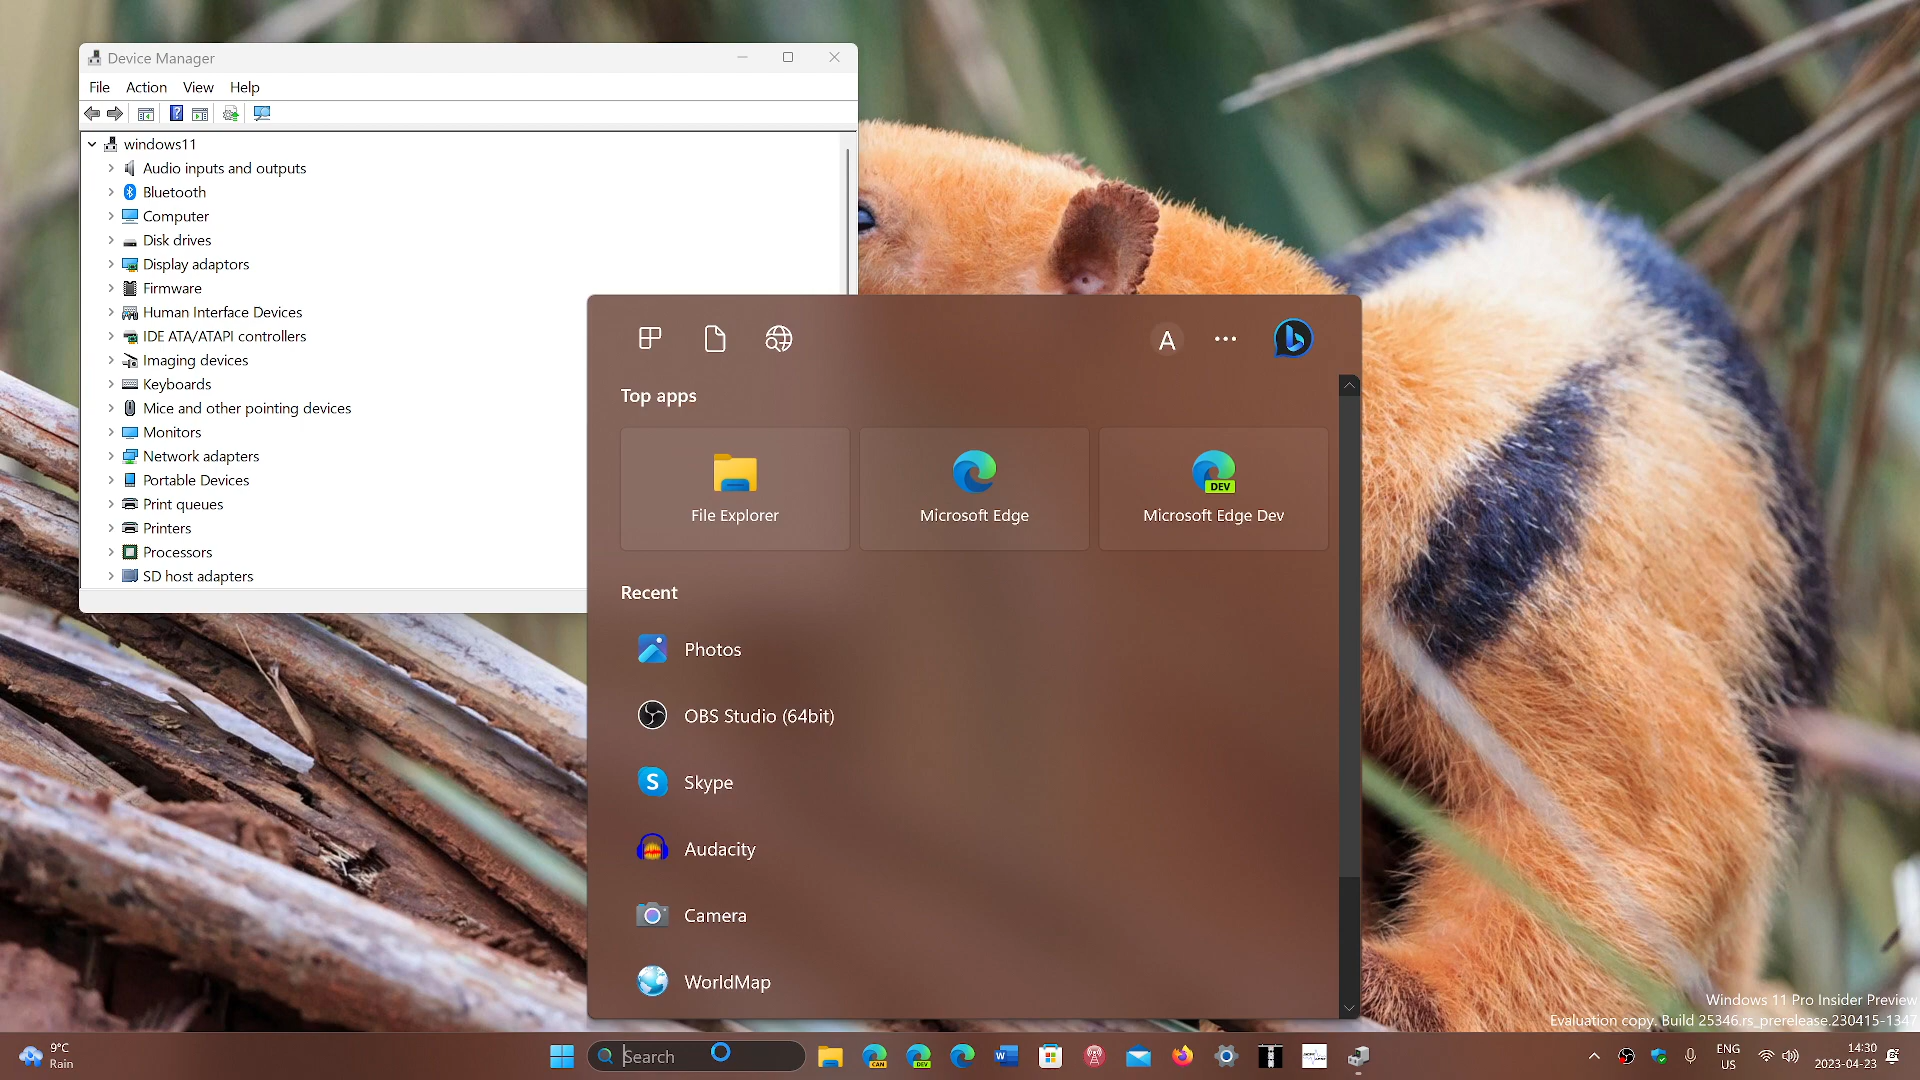 Device Manager
File Action View Help
windows11
Audio inputs and outputs
Bluetooth
Computer
Disk drives
Display adaptors
Firmware
Human Interface Devices
IDE ATA/ATAPI controllers
Imaging devices
Keyboards
Mice and other pointing devices
Monitors
Network adapters
Portable Devices
Print queues
Printers
Processors
SD host adapters
A
Top apps
File Explorer
Microsoft Edge
DEV
Microsoft Edge Dev
Recent
Photos
OBS Studio (64bit)
S
Skype
Audacity
Camera
WorldMap
Windows 11 Pro Insider Preview
Evaluation copy. Build 25346.rs_prerelease.230415-1347
9°C
Rain
Search
CAN
DEV
W
ENG
US
14:30
2023-04-23